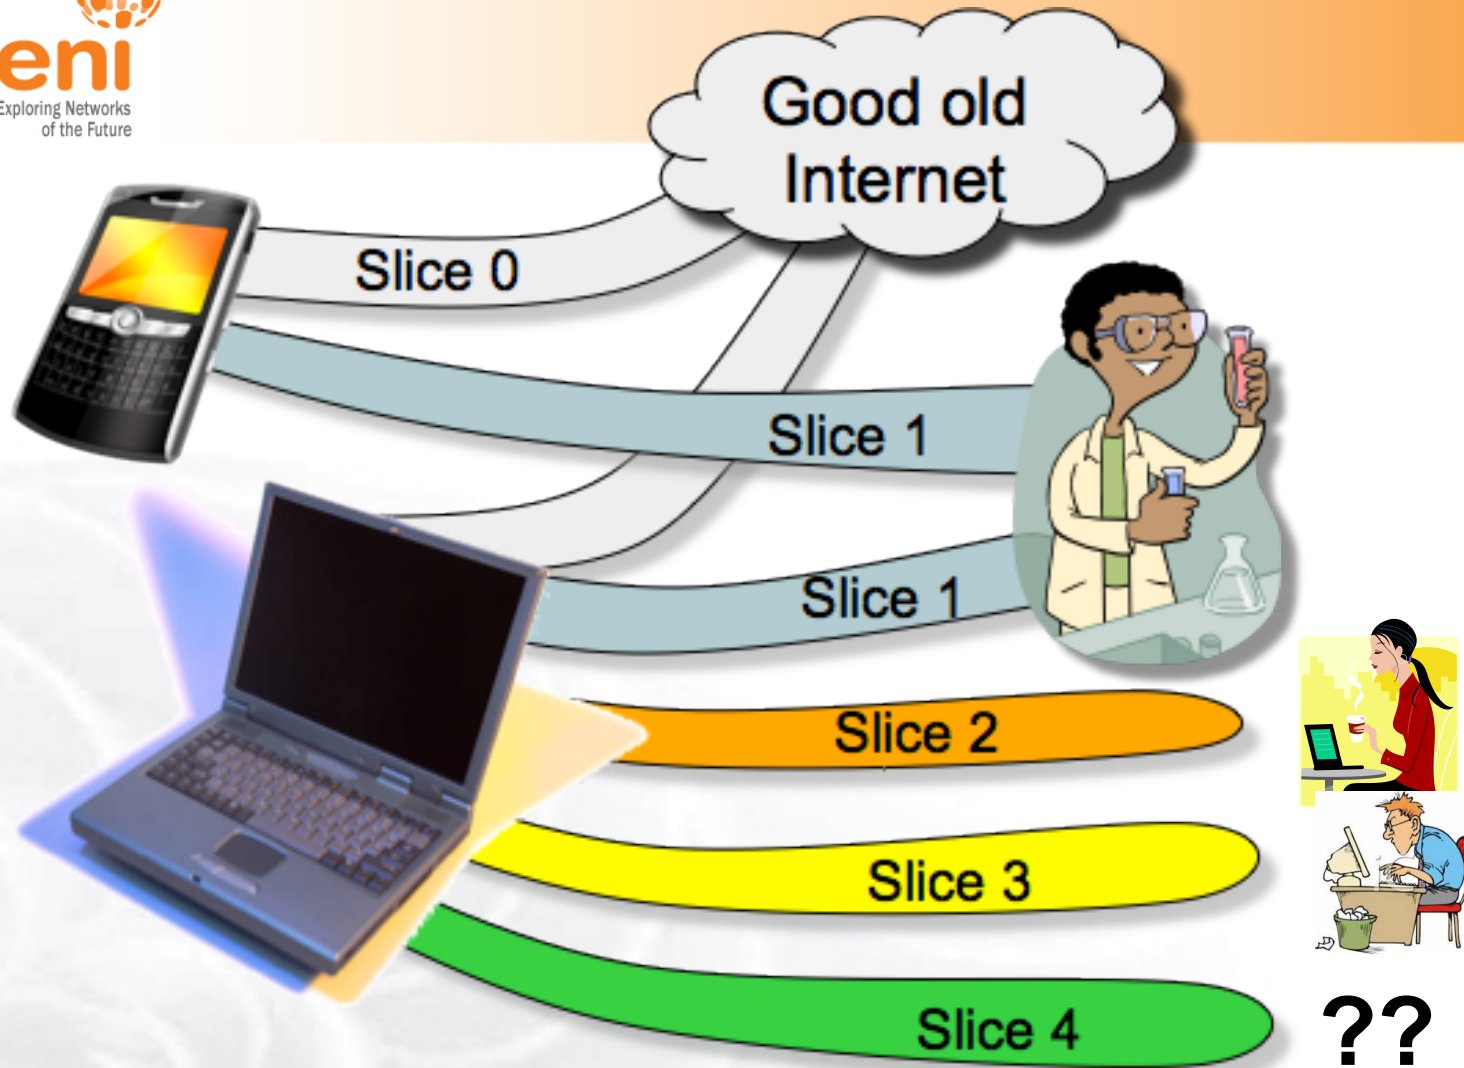 eni
Exploring Networks
of the Future
Good old
Internet
Slice 0
Slice 1
Slice 1
Slice 2
Slice 3
Slice 4
??